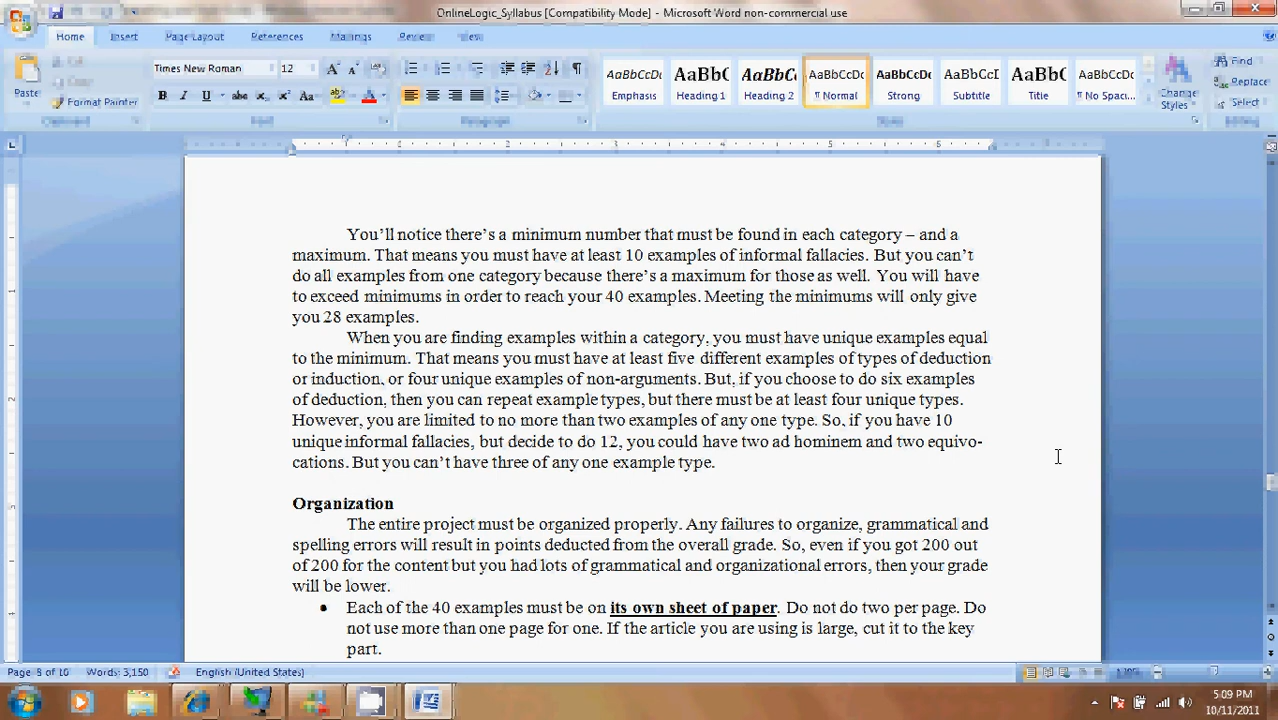 OnlineLogic_Syllabus [Compatibility Mode] - Microsoft Word non-commercial use
Home Insert Page Layout References Mailings Review View
Cut
Copy
Paste
Format Painter
Clipboard
Times New Roman 12
Font
Paragraph
AaBbCcDc AaBbC AaBbC AaBbCcDc AaBbCcDc AaBbCcI AaBbC AaBbCcDc
Emphasis Heading 1 Heading 2 ¶ Normal Strong Subtitle Title ¶ No Spaci...
Change Styles
Find
Replace
Select
Editing
You'll notice there's a minimum number that must be found in each category – and a
maximum. That means you must have at least 10 examples of informal fallacies. But you can't
do all examples from one category because there's a maximum for those as well. You will have
to exceed minimums in order to reach your 40 examples. Meeting the minimums will only give
you 28 examples.
When you are finding examples within a category, you must have unique examples equal
to the minimum. That means you must have at least five different examples of types of deduction
or induction, or four unique examples of non-arguments. But, if you choose to do six examples
of deduction, then you can repeat example types, but there must be at least four unique types.
However, you are limited to no more than two examples of any one type. So, if you have 10
unique informal fallacies, but decide to do 12, you could have two ad hominem and two equivo-
cations. But you can't have three of any one example type.
Organization
The entire project must be organized properly. Any failures to organize, grammatical and
spelling errors will result in points deducted from the overall grade. So, even if you got 200 out
of 200 for the content but you had lots of grammatical and organizational errors, then your grade
will be lower.
• Each of the 40 examples must be on its own sheet of paper. Do not do two per page. Do
not use more than one page for one. If the article you are using is large, cut it to the key
part.
Page: 8 of 10 Words: 3,150 English (United States)
5:09 PM
10/11/2011